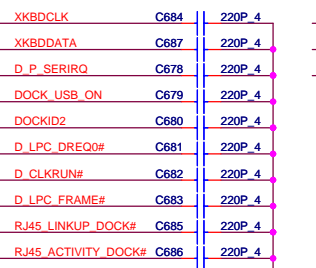 XKBDCLK C684 220P_4
XKBDDATA C687 220P_4
D_P_SERIRQ C678 220P_4
DOCK_USB_ON C679 220P_4
DOCKID2 C680 220P_4
D_LPC_DREQ0# C681 220P_4
D_CLKRUN# C682 220P_4
D_LPC_FRAME# C683 220P_4
RJ45_LINKUP_DOCK# C685 220P_4
RJ45_ACTIVITY_DOCK# C686 220P_4